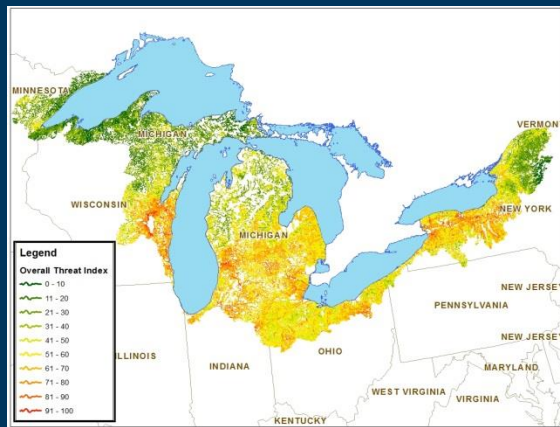 MINNESOTA
MICHIGAN
VERMONT
WISCONSIN
NEW YORK
MICHIGAN
Legend
Overall Threat Index
0 - 10
11 - 20
21 - 30
31 - 40
41 - 50
51 - 60
61 - 70
71 - 80
81 - 90
91 - 100
NEW JERSEY
PENNSYLVANIA
NEW JERSEY
ILLINOIS
INDIANA
OHIO
MARYLAND
WEST VIRGINIA
VIRGINIA
KENTUCKY